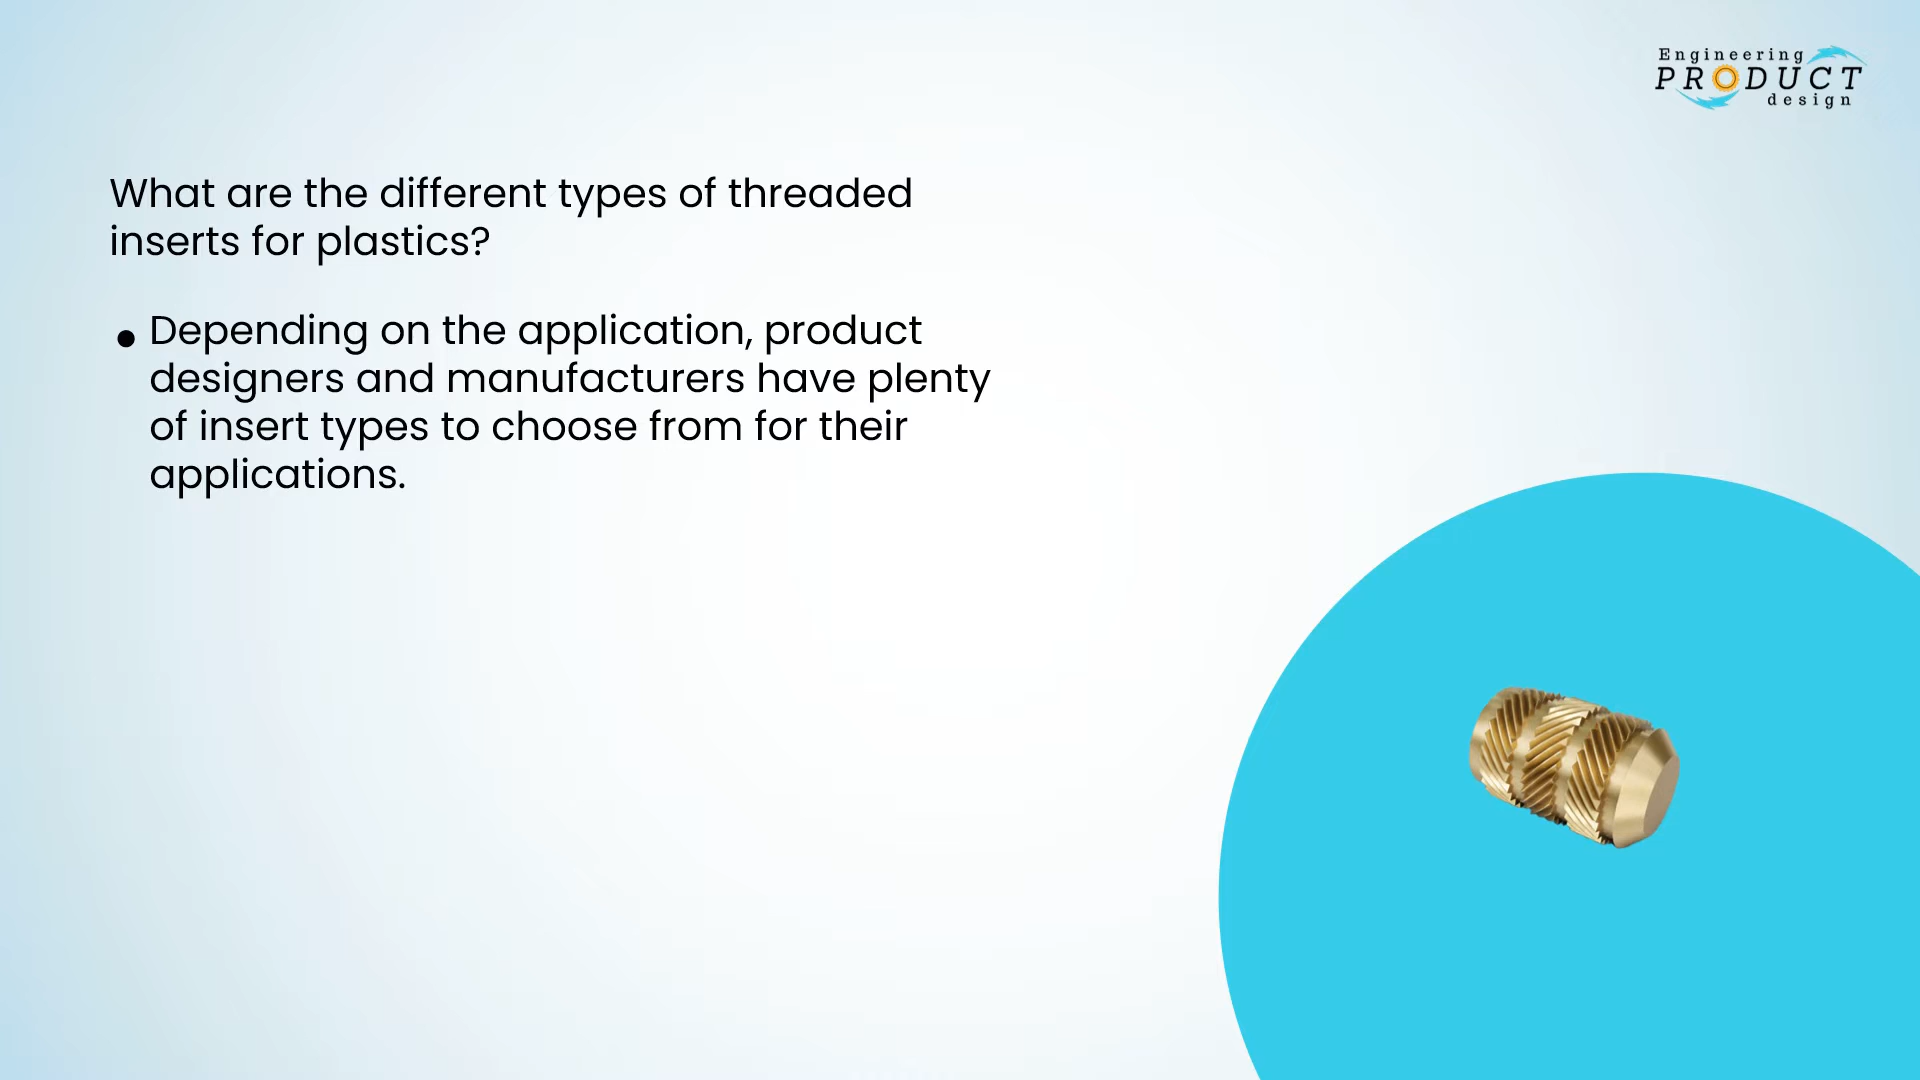 Engineering
PRODUCT
design
What are the different types of threaded
inserts for plastics?
• Depending on the application, product
designers and manufacturers have plenty
of insert types to choose from for their
applications.